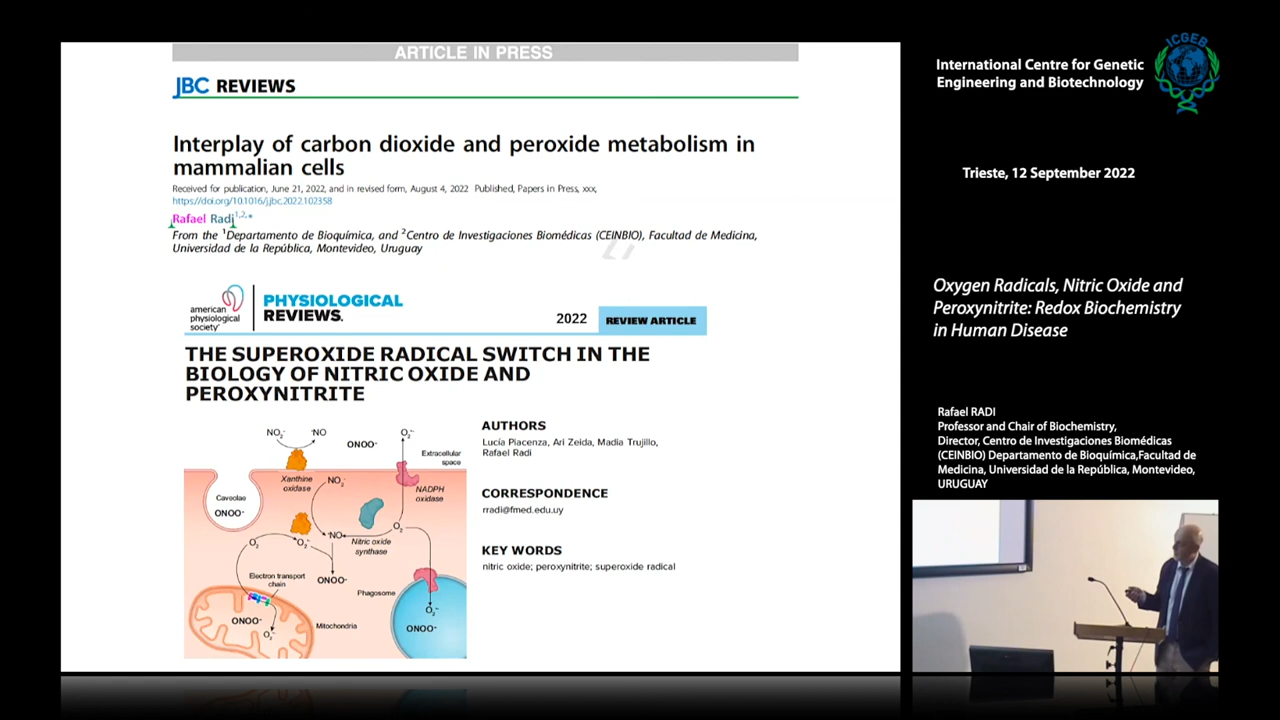 ARTICLE IN PRESS
JBC REVIEWS
Interplay of carbon dioxide and peroxide metabolism in
mammalian cells
Received for publication, June 21, 2022, and in revised form, August 4, 2022 Published, Papers in Press, xxx,
https://doi.org/10.1016/j.jbc.2022.102358
Rafael Radi1,2,*
From the 1Departamento de Bioquímica, and 2Centro de Investigaciones Biomédicas (CEINBIO), Facultad de Medicina,
Universidad de la República, Montevideo, Uruguay
american
physiological
society
PHYSIOLOGICAL
REVIEWS.
2022
REVIEW ARTICLE
THE SUPEROXIDE RADICAL SWITCH IN THE
BIOLOGY OF NITRIC OXIDE AND
PEROXYNITRITE
NO2- ·NO
ONOO-
O2·-
Extracellular
space
Xanthine
oxidase
NO2-
NADPH
oxidase
Caveolae
ONOO-
O2
O2·-
·NO
Nitric oxide
synthase
O2
Electron transport
chain
ONOO-
Phagosome
O2·-
ONOO-
O2·-
Mitochondria
ONOO-
AUTHORS
Lucía Piacenza, Ari Zeida, Madia Trujillo,
Rafael Radi
CORRESPONDENCE
rradi@fmed.edu.uy
KEY WORDS
nitric oxide; peroxynitrite; superoxide radical
International Centre for Genetic
Engineering and Biotechnology
ICGEB
Trieste, 12 September 2022
Oxygen Radicals, Nitric Oxide and
Peroxynitrite: Redox Biochemistry
in Human Disease
Rafael RADI
Professor and Chair of Biochemistry,
Director, Centro de Investigaciones Biomédicas
(CEINBIO) Departamento de Bioquímica,Facultad de
Medicina, Universidad de la República, Montevideo,
URUGUAY